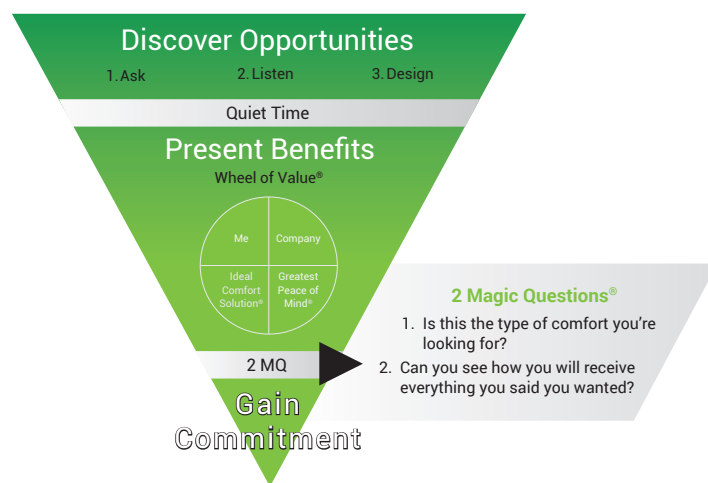 Discover Opportunities
1. Ask
2. Listen
3. Design
Quiet Time
Present Benefits
Wheel of Value®
Me
Company
Ideal
Comfort
Solution®
Greatest
Peace of
Mind®
2 MQ
Gain
Commitment
2 Magic Questions®
1. Is this the type of comfort you're
looking for?
2. Can you see how you will receive
everything you said you wanted?